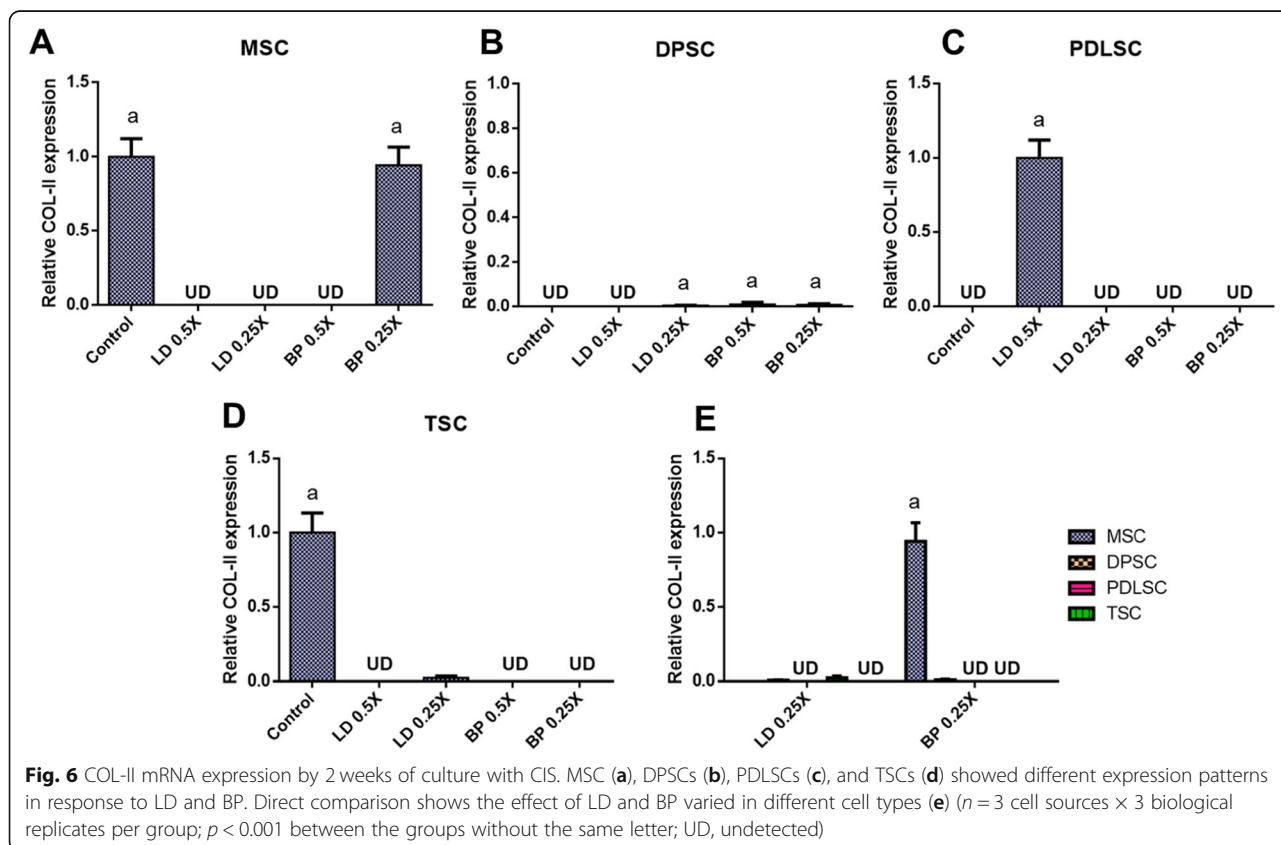 A
MSC
Relative COL-II expression
1.5
1.0
0.5
0.0
a
UD
UD
UD
a
Control
LD 0.5X
LD 0.25X
BP 0.5X
BP 0.25X
B
DPSC
Relative COL-II expression
1.0
0.8
0.6
0.4
0.2
0.0
UD
UD
a
a
a
Control
LD 0.5X
LD 0.25X
BP 0.5X
BP 0.25X
C
PDLSC
Relative COL-II expression
1.5
1.0
0.5
0.0
UD
a
UD
UD
UD
Control
LD 0.5X
LD 0.25X
BP 0.5X
BP 0.25X
D
TSC
Relative COL-II expression
1.5
1.0
0.5
0.0
a
UD
UD
UD
Control
LD 0.5X
LD 0.25X
BP 0.5X
BP 0.25X
E
Relative COL-II expression
1.5
1.0
0.5
0.0
UD
UD
a
UD UD
LD 0.25X
BP 0.25X
MSC
DPSC
PDLSC
TSC
Fig. 6 COL-II mRNA expression by 2 weeks of culture with CIS. MSC (a), DPSCs (b), PDLSCs (c), and TSCs (d) showed different expression patterns
in response to LD and BP. Direct comparison shows the effect of LD and BP varied in different cell types (e) (n = 3 cell sources × 3 biological
replicates per group; p < 0.001 between the groups without the same letter; UD, undetected)